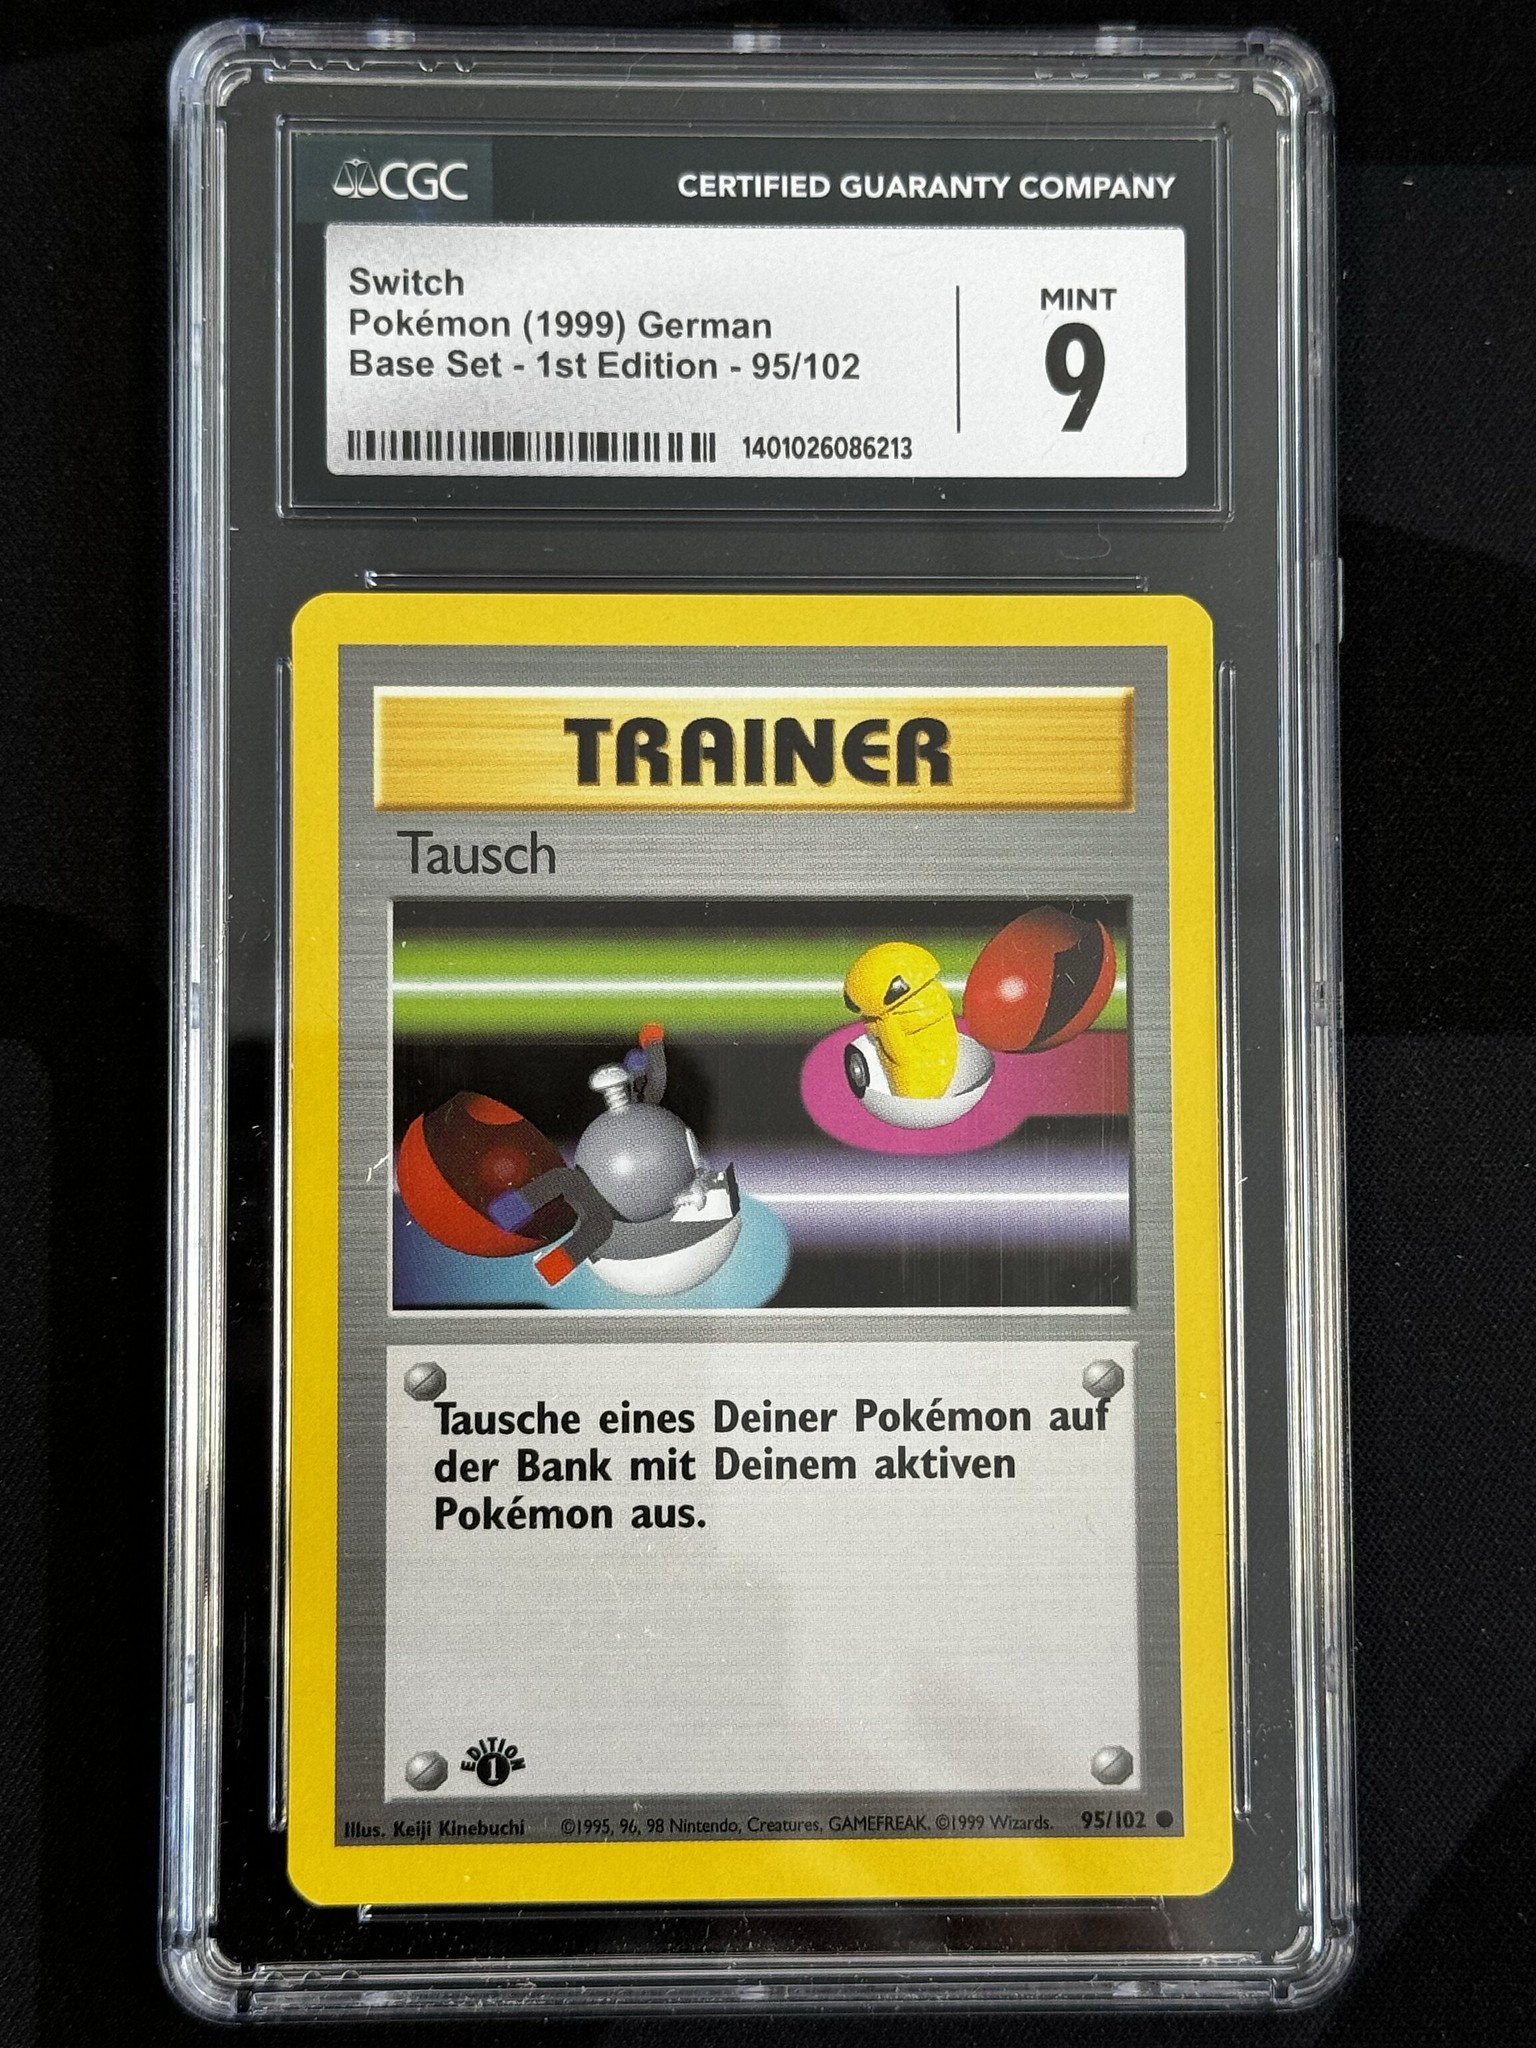 CGC
CERTIFIED GUARANTY COMPANY
Switch
Pokémon (1999) German
Base Set - 1st Edition - 95/102
MINT
9
1401026086213
TRAINER
Tausch
Tausche eines Deiner Pokémon auf
der Bank mit Deinem aktiven
Pokémon aus.
EDITION
1
Illus. Keiji Kinebuchi ©1995, 96, 98 Nintendo, Creatures, GAMEFREAK. ©1999 Wizards. 95/102